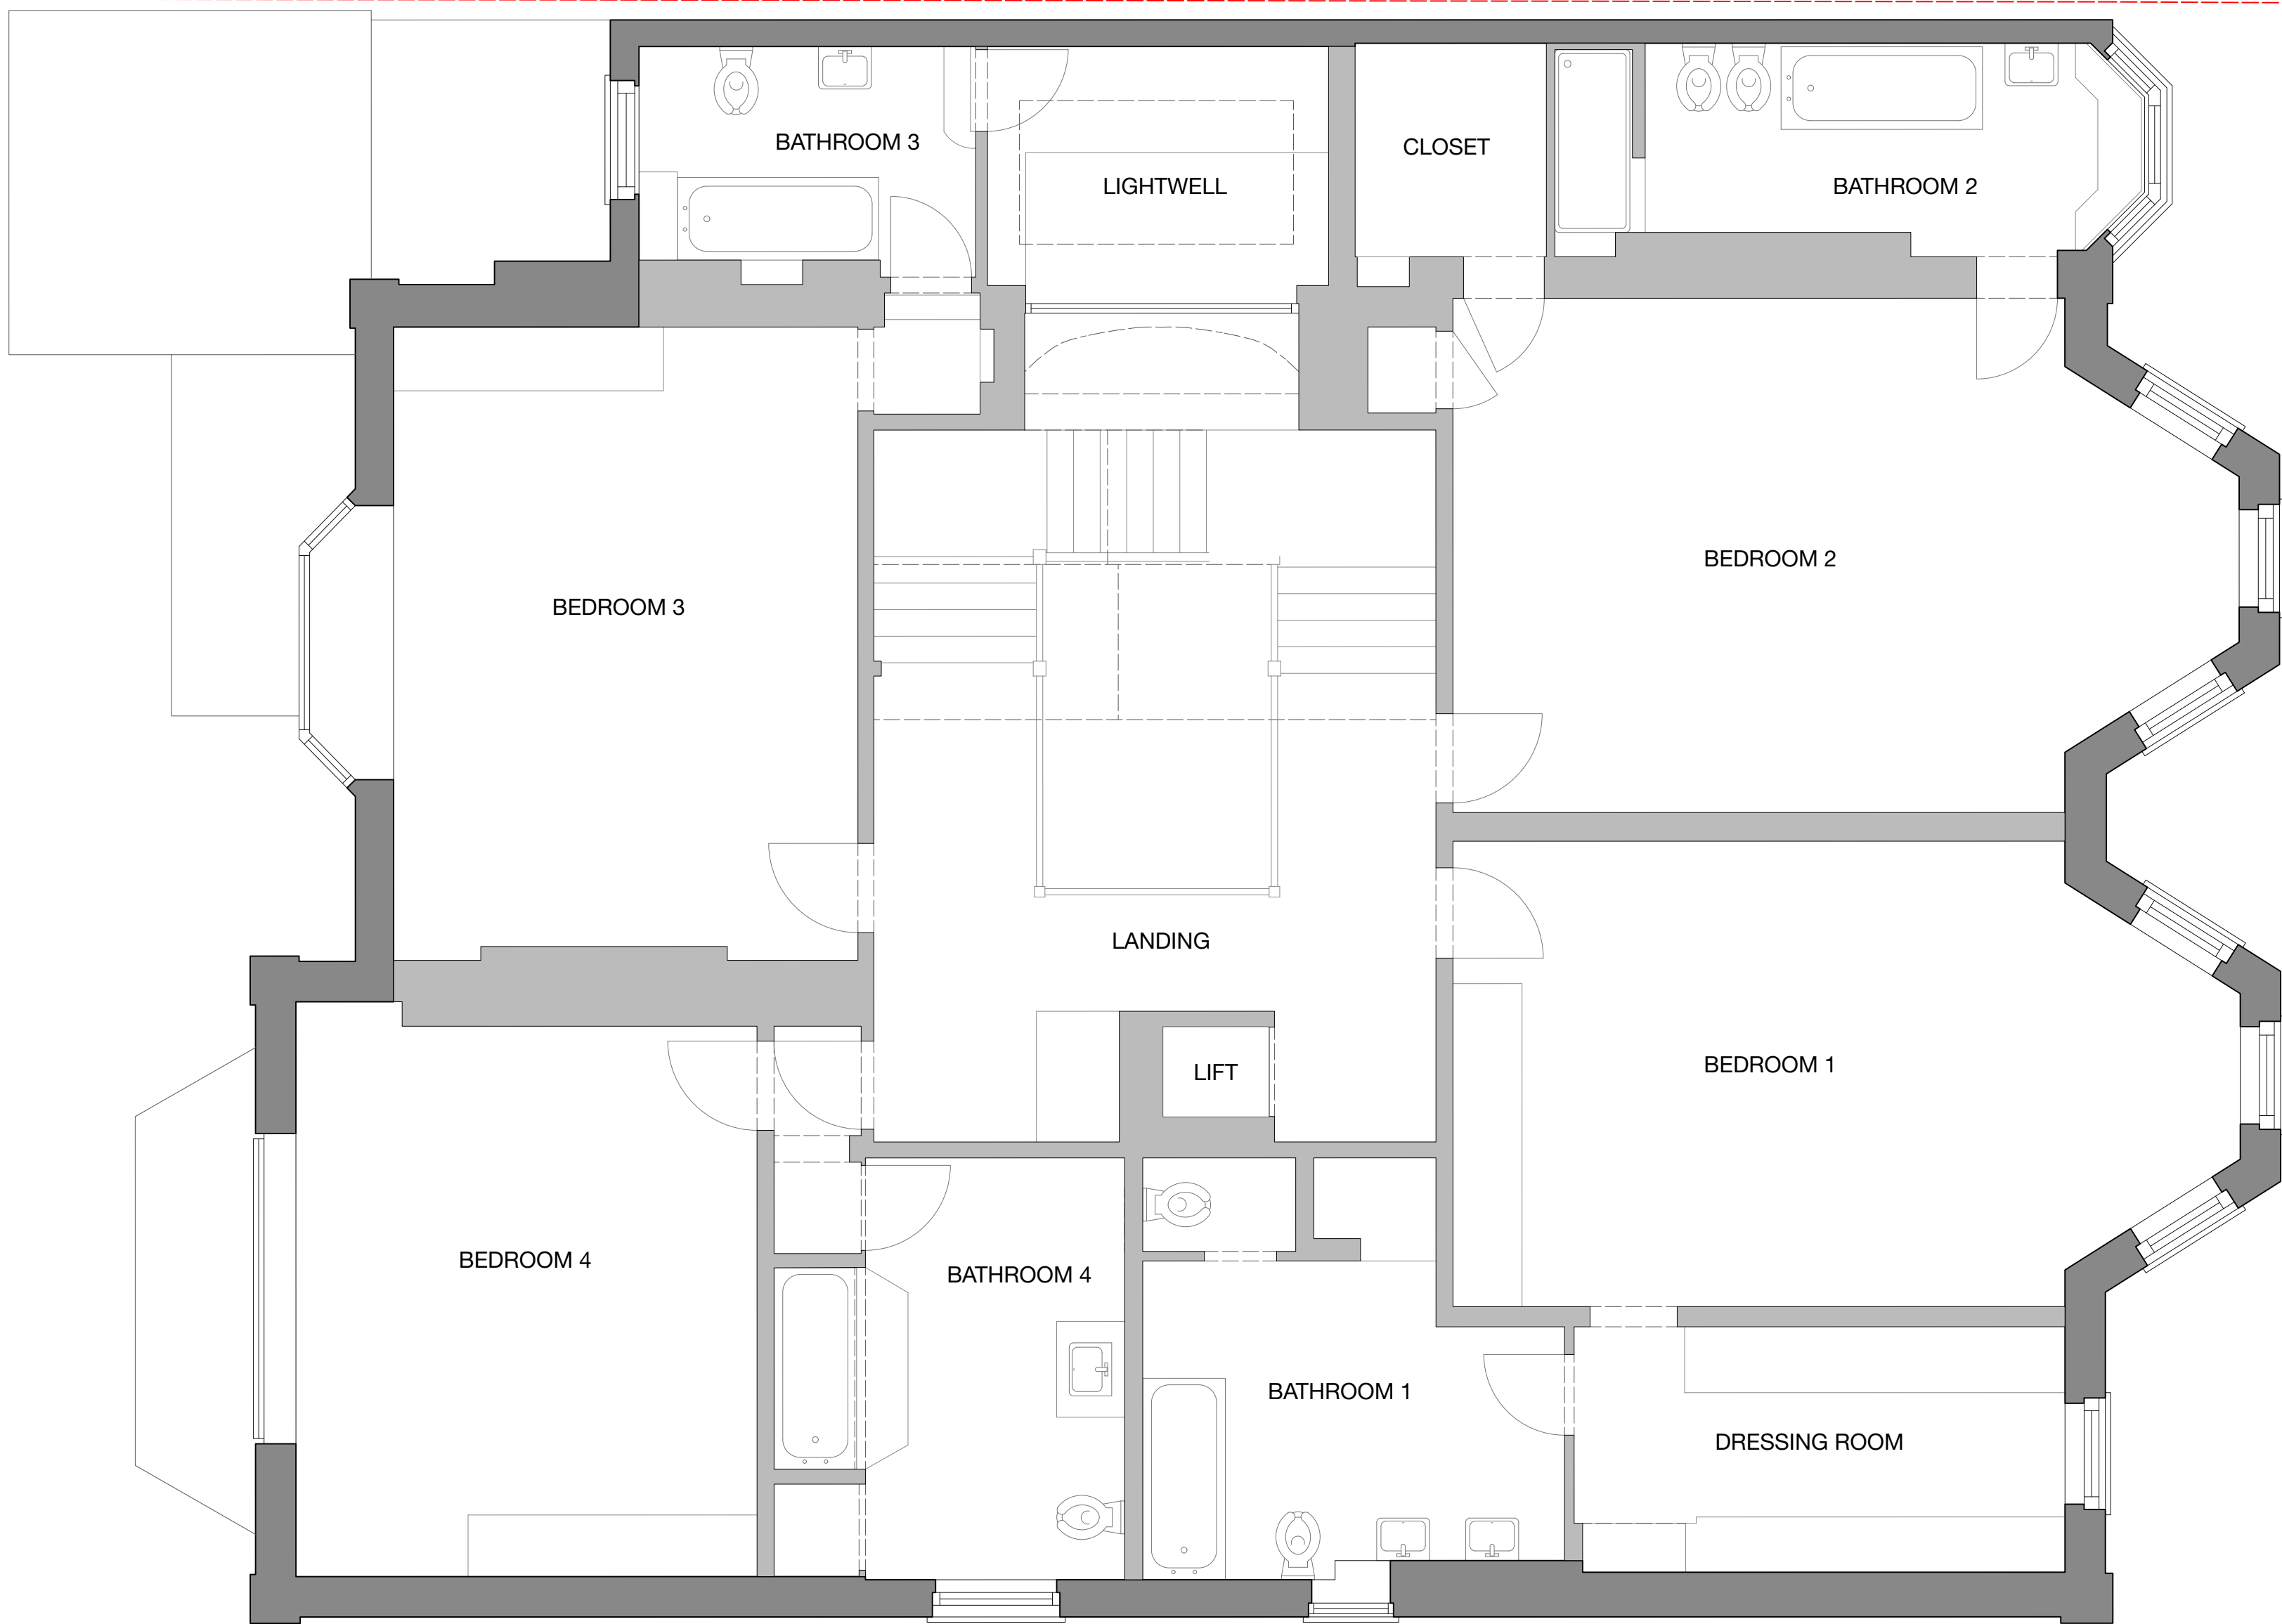 BATHROOM 3
CLOSET
LIGHTWELL
BATHROOM 2
BEDROOM 2
BEDROOM 3
LANDING
LIFT
BEDROOM 1
BEDROOM 4
BATHROOM 4
BATHROOM 1
DRESSING ROOM